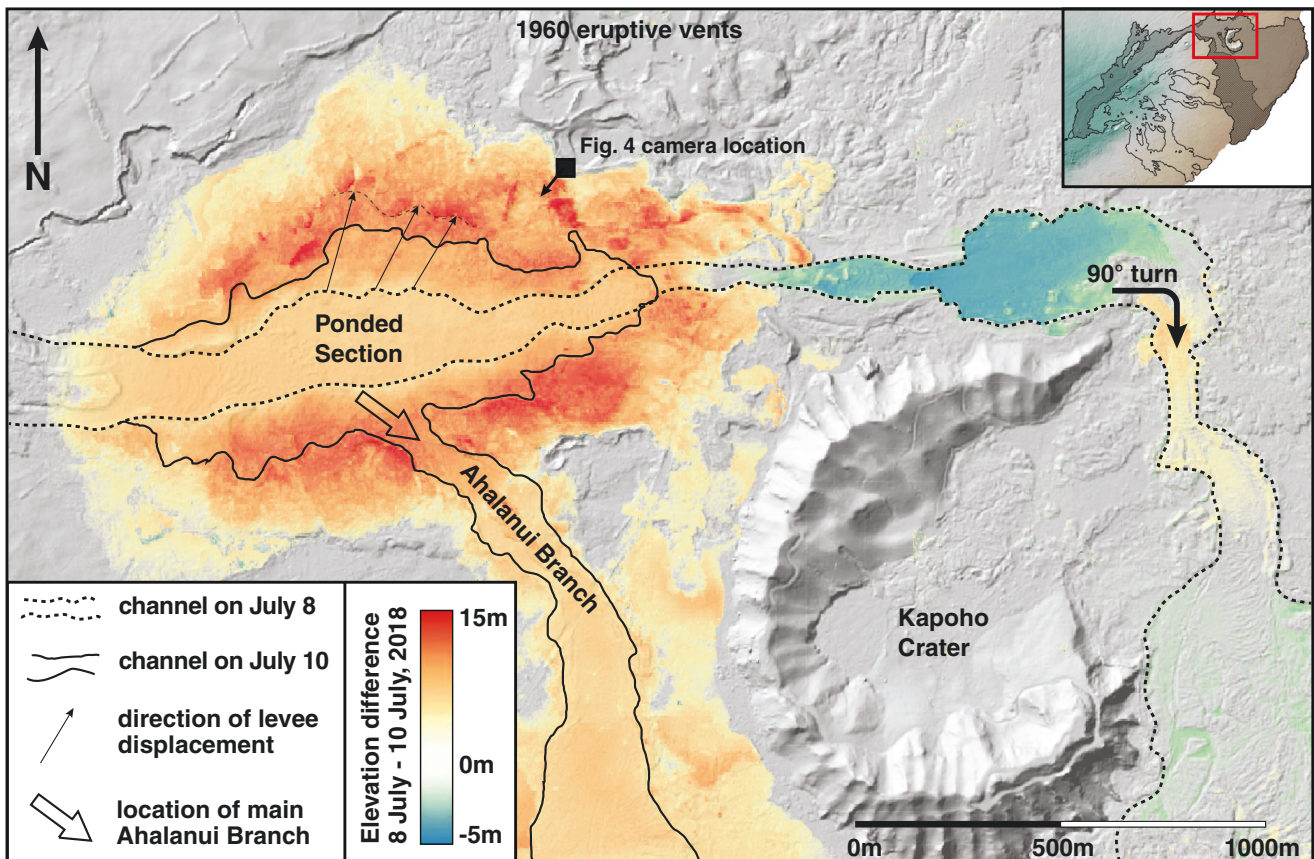 1960 eruptive vents
N
Fig. 4 camera location
90° turn
Ponded
Section
Ahalanui Branch
Kapoho
Crater
channel on July 8
channel on July 10
direction of levee
displacement
location of main
Ahalanui Branch
Elevation difference
8 July - 10 July, 2018
15m
0m
-5m
0m
500m
1000m